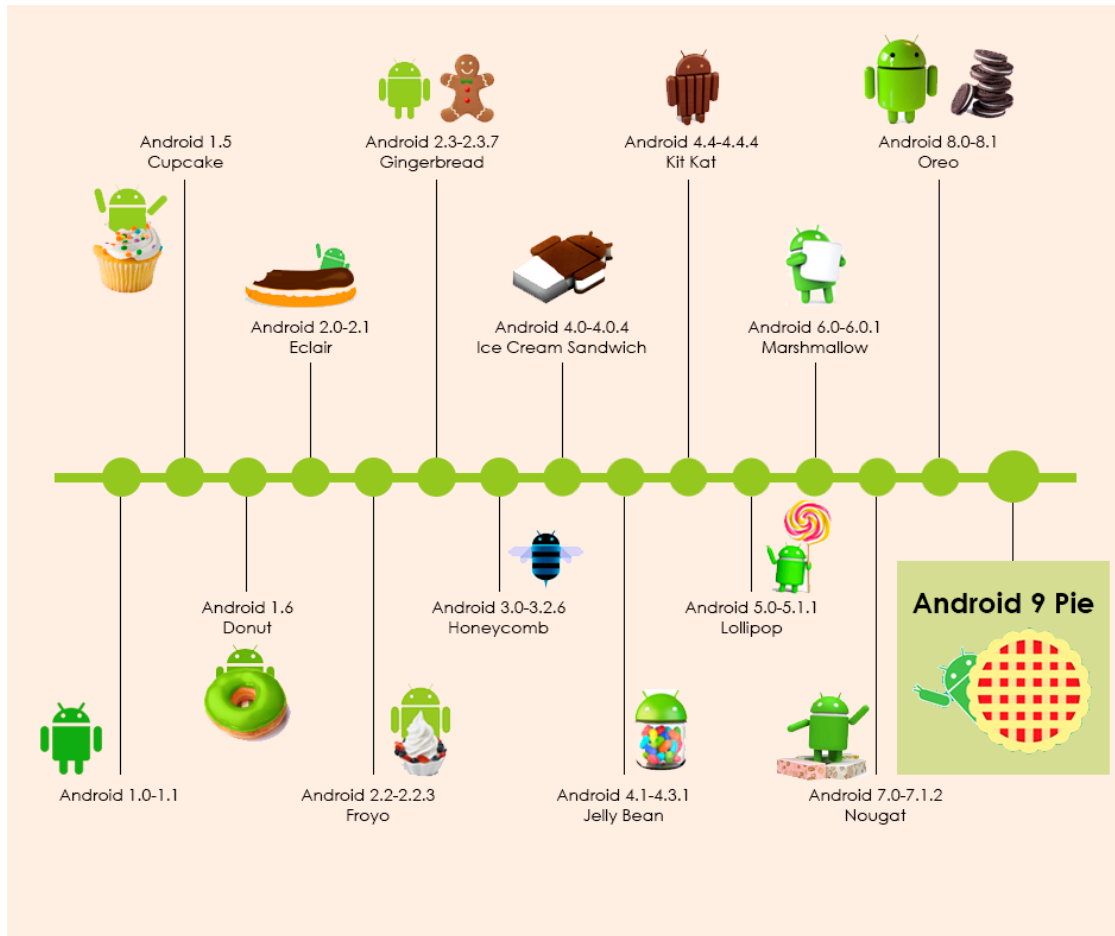 Android 2.3-2.3.7
Gingerbread
Android 4.4-4.4.4
Kit Kat
Android 8.0-8.1
Oreo
Android 1.5
Cupcake
Android 2.0-2.1
Eclair
Android 4.0-4.0.4
Ice Cream Sandwich
Android 6.0-6.0.1
Marshmallow
Android 1.6
Donut
Android 3.0-3.2.6
Honeycomb
Android 5.0-5.1.1
Lollipop
Android 9 Pie
Android 1.0-1.1
Android 2.2-2.2.3
Froyo
Android 4.1-4.3.1
Jelly Bean
Android 7.0-7.1.2
Nougat